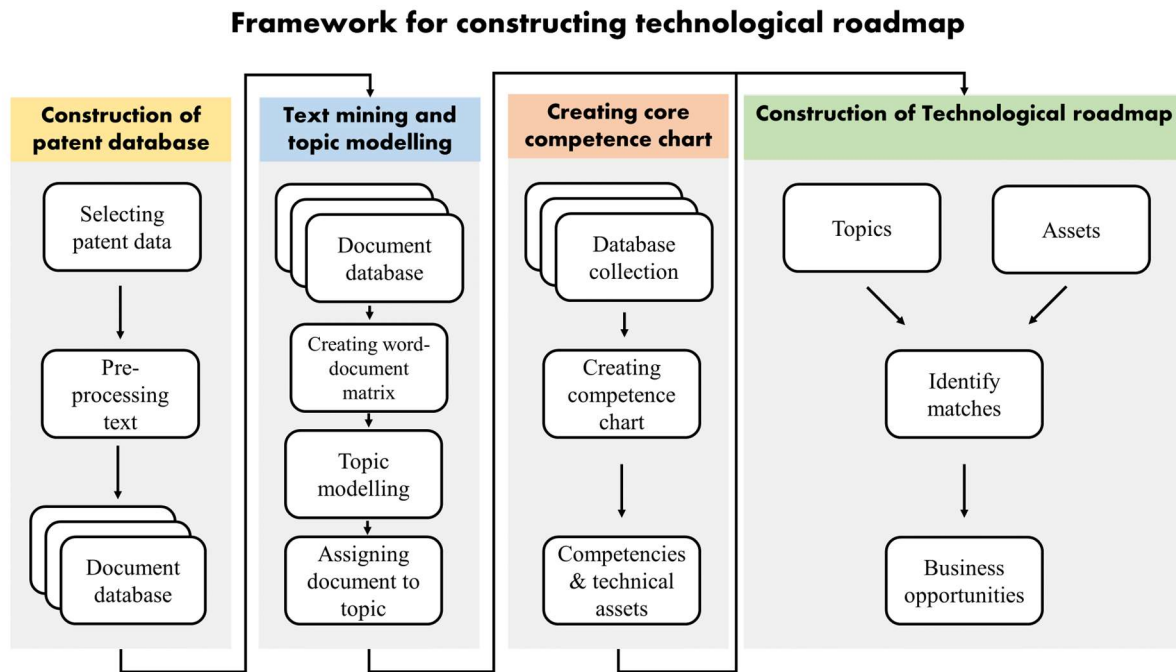 Framework for constructing technological roadmap
Construction of
patent database
Selecting
patent data
Pre-
processing
text
Document
database
Text mining and
topic modelling
Document
database
Creating word-
document
matrix
Topic
modelling
Assigning
document to
topic
Creating core
competence chart
Database
collection
Creating
competence
chart
Competencies
& technical
assets
Construction of Technological roadmap
Topics
Assets
Identify
matches
Business
opportunities